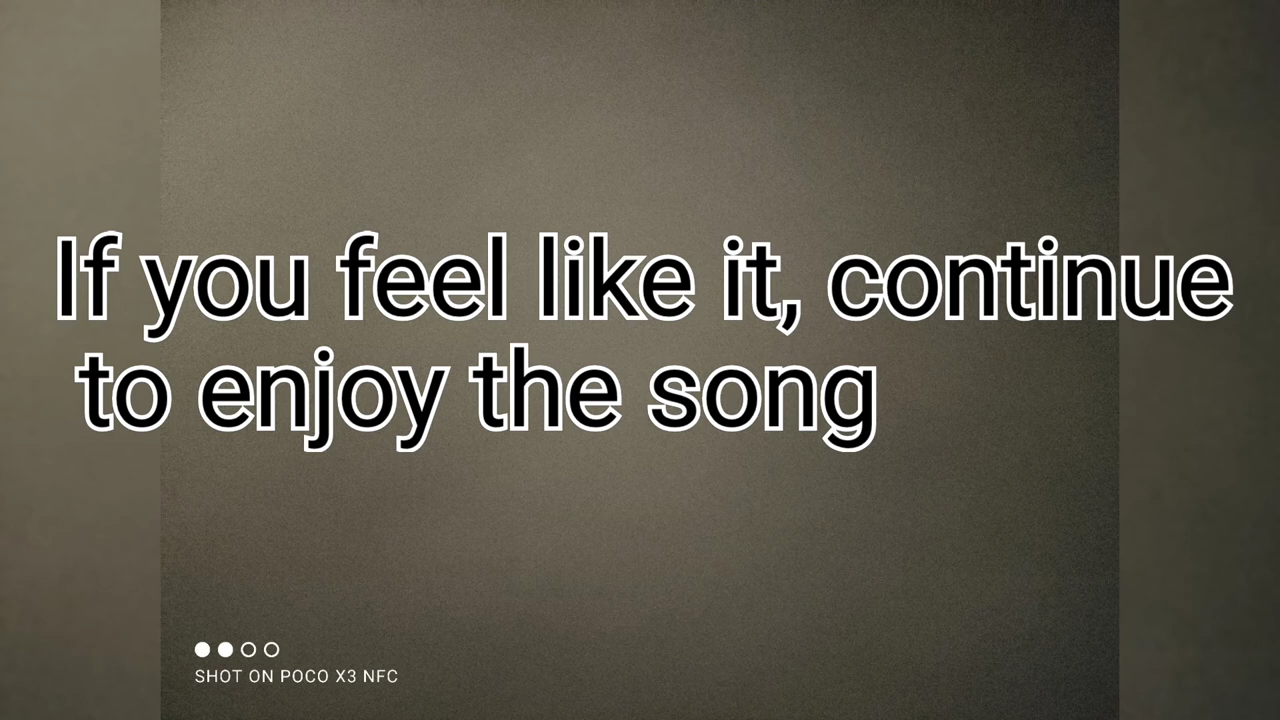 If you feel like it, continue
to enjoy the song
SHOT ON POCO X3 NFC